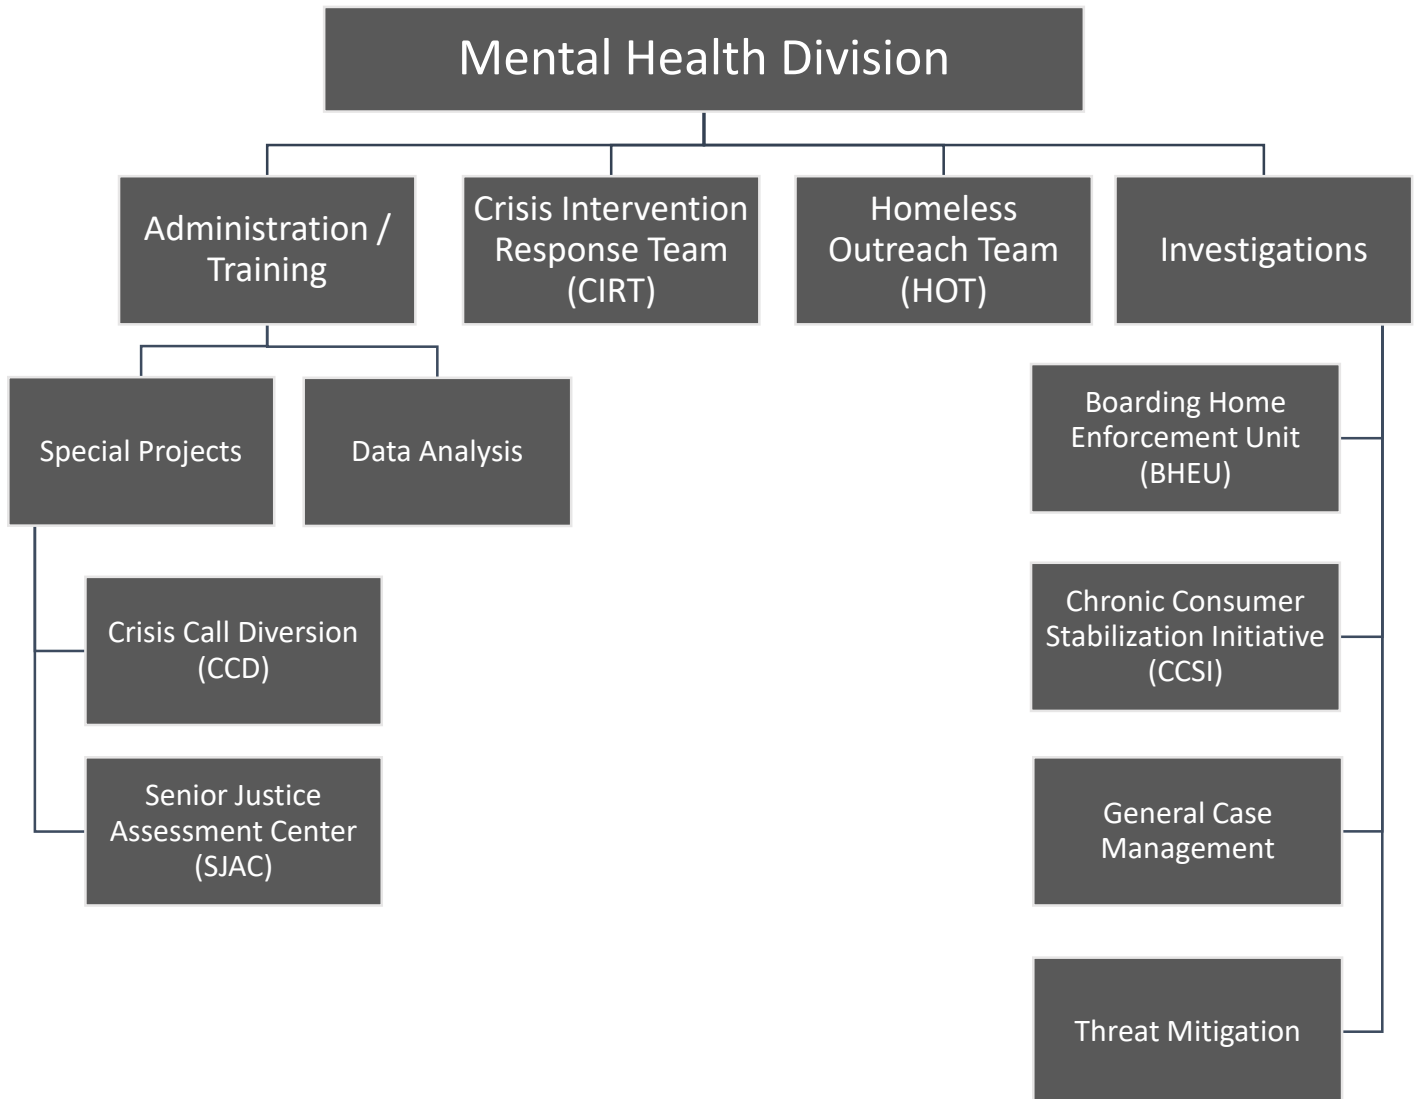 Mental Health Division
Administration /
Training
Crisis Intervention
Response Team
(CIRT)
Homeless
Outreach Team
(HOT)
Investigations
Special Projects
Data Analysis
Boarding Home
Enforcement Unit
(BHEU)
Crisis Call Diversion
(CCD)
Chronic Consumer
Stabilization Initiative
(CCSI)
Senior Justice
Assessment Center
(SJAC)
General Case
Management
Threat Mitigation